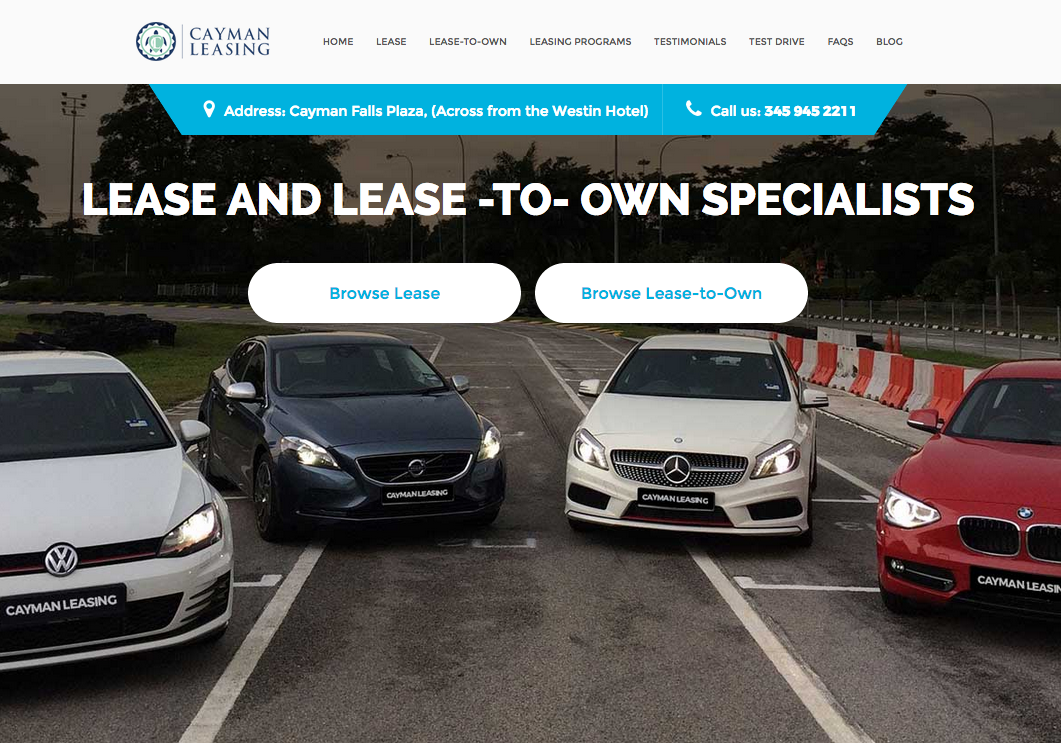 CAYMAN
LEASING
HOME LEASE LEASE-TO-OWN LEASING PROGRAMS TESTIMONIALS TEST DRIVE FAQS BLOG
Address: Cayman Falls Plaza, (Across from the Westin Hotel) Call us: 345 945 2211
LEASE AND LEASE -TO- OWN SPECIALISTS
Browse Lease Browse Lease-to-Own
CAYMAN LEASING
CAYMAN LEASING
CAYMAN LEASIN
CAYMAN LEASING